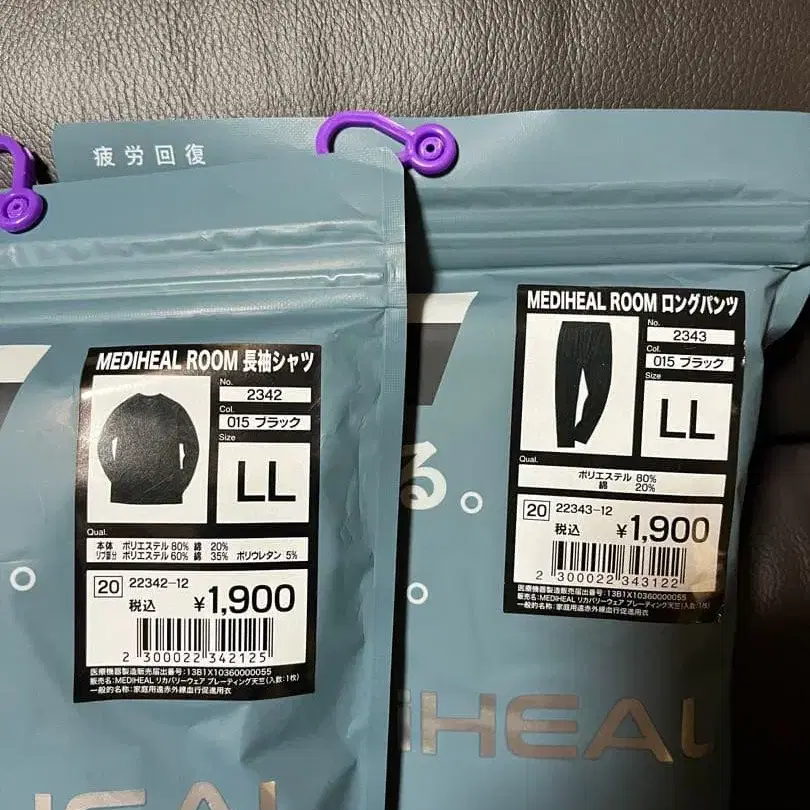 疲労回復
MEDIHEAL ROOM 長袖シャツ
No.
2342
Col.
015 ブラック
Size
LL
Qual.
本体 ポリエステル 80% 綿 20%
リブ部分 ポリエステル 60% 綿 35% ポリウレタン 5%
20 22342-12
税込 ¥1,900
2 300022 342125
医療機器製造販売届出番号:13B1X10360000055
販売名:MEDIHEAL リカバリーウェア プレーティング天竺(入数:1枚)
一般的名称:家庭用遠赤外線血行促進用衣
MEDIHEAL ROOM ロングパンツ
No.
2343
Col.
015 ブラック
Size
LL
Qual.
ポリエステル 80%
綿 20%
20 22343-12
税込 ¥1,900
2 300022 343122
医療機器製造販売届出番号:13B1X10360000055
販売名:MEDIHEAL リカバリーウェア プレーティング天竺(入数:1枚)
一般的名称:家庭用遠赤外線血行促進用衣
る。
。
。
iHEAL
HEAL